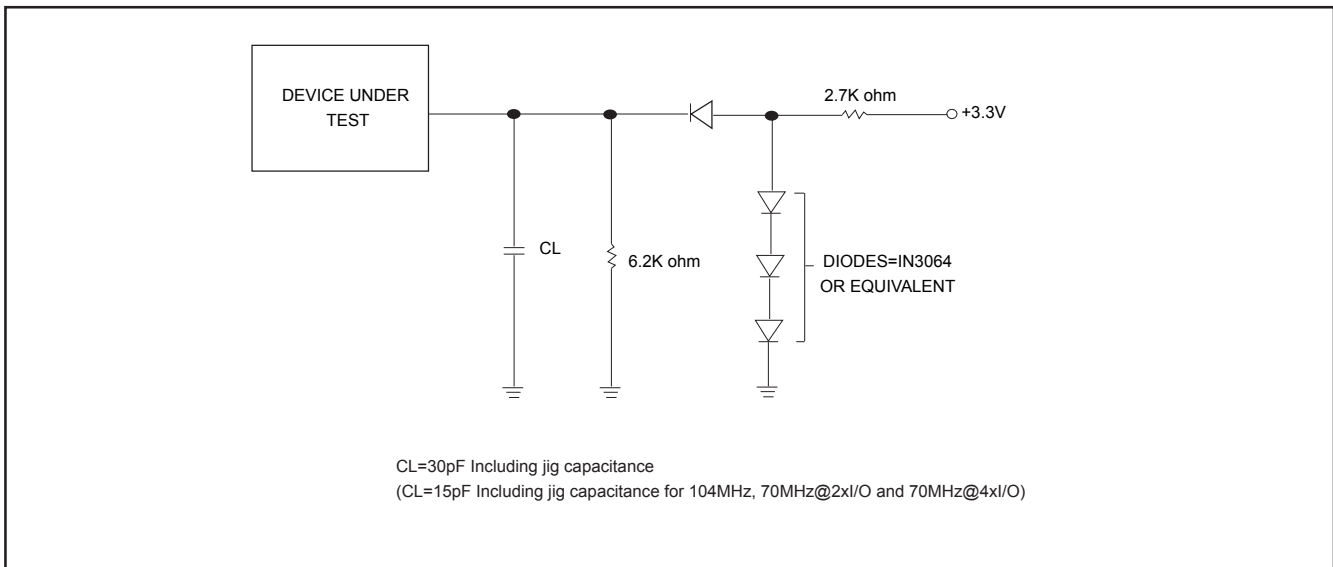 DEVICE UNDER
TEST
2.7K ohm
+3.3V
CL
6.2K ohm
DIODES=IN3064
OR EQUIVALENT
CL=30pF Including jig capacitance
(CL=15pF Including jig capacitance for 104MHz, 70MHz@2xI/O and 70MHz@4xI/O)